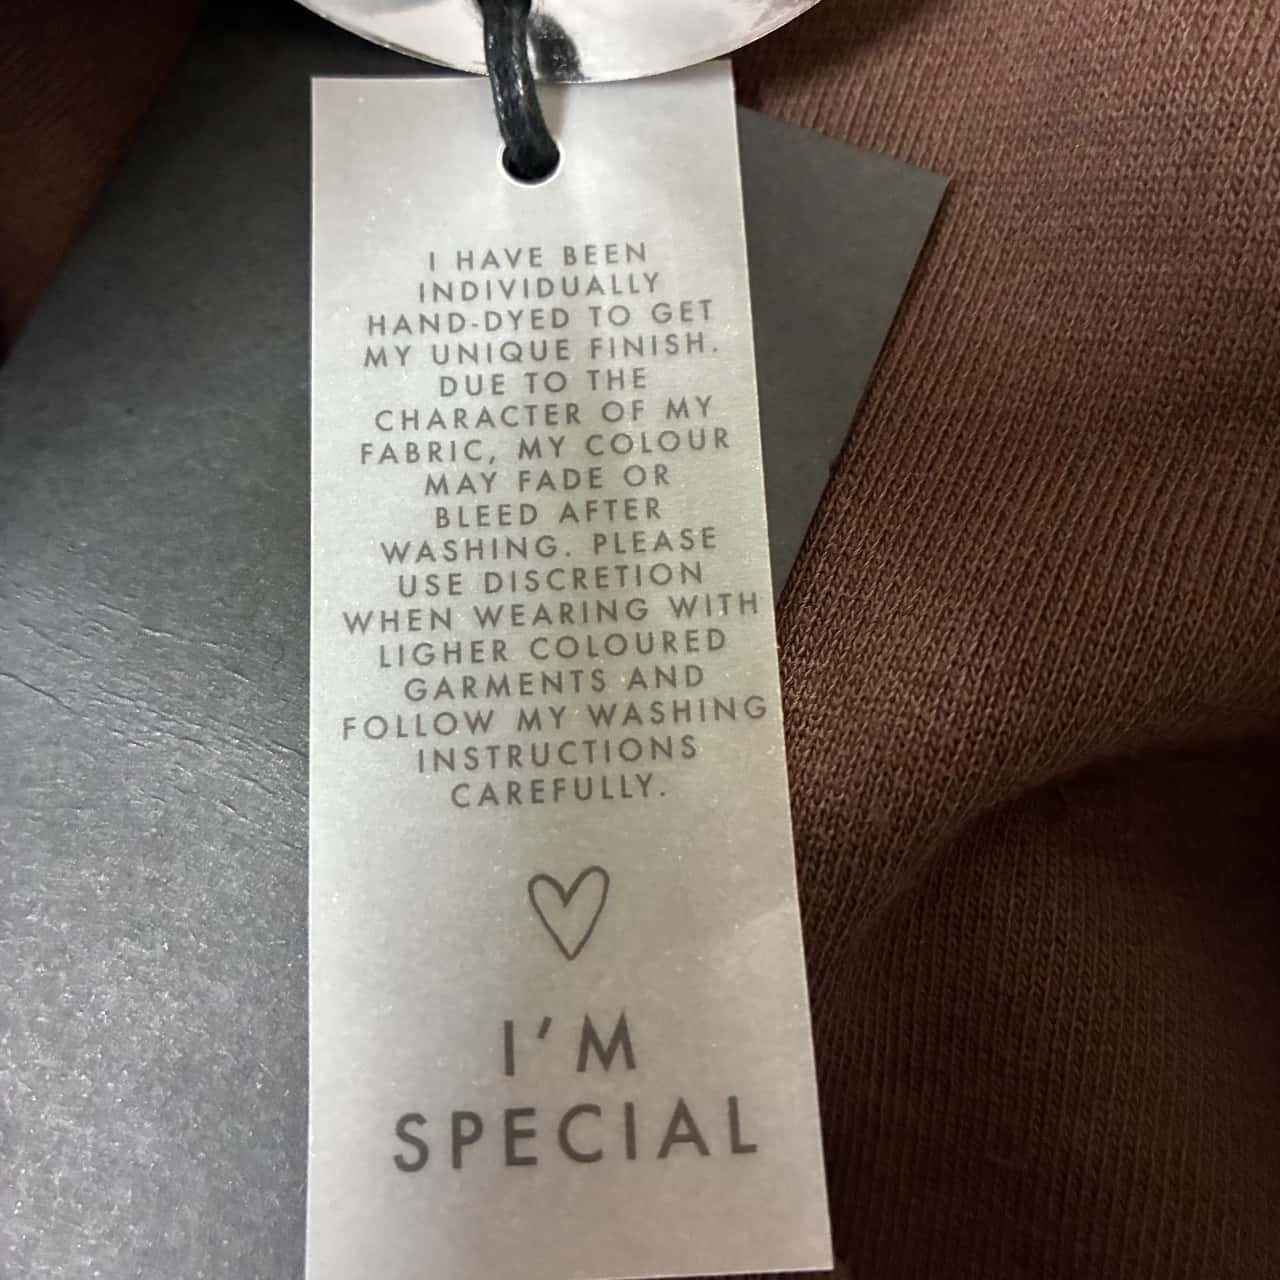 I HAVE BEEN
INDIVIDUALLY
HAND-DYED TO GET
MY UNIQUE FINISH.
DUE TO THE
CHARACTER OF MY
FABRIC, MY COLOUR
MAY FADE OR
BLEED AFTER
WASHING. PLEASE
USE DISCRETION
WHEN WEARING WITH
LIGHER COLOURED
GARMENTS AND
FOLLOW MY WASHING
INSTRUCTIONS
CAREFULLY.
I'M
SPECIAL